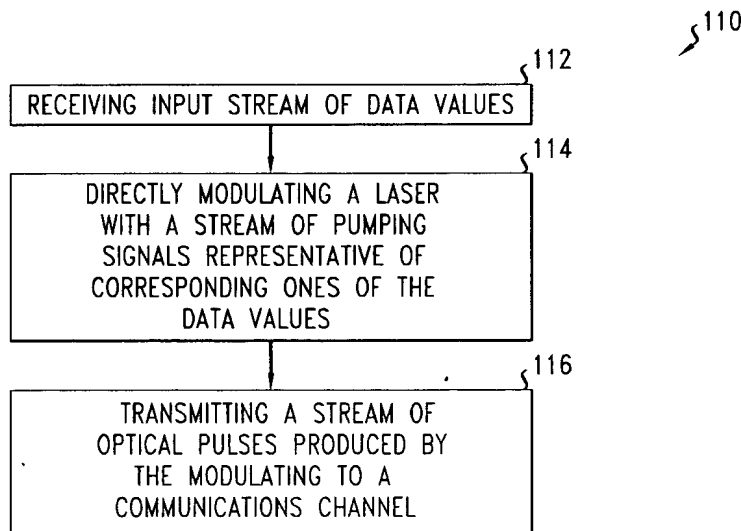 110
112
RECEIVING INPUT STREAM OF DATA VALUES
114
DIRECTLY MODULATING A LASER
WITH A STREAM OF PUMPING
SIGNALS REPRESENTATIVE OF
CORRESPONDING ONES OF THE
DATA VALUES
116
TRANSMITTING A STREAM OF
OPTICAL PULSES PRODUCED BY
THE MODULATING TO A
COMMUNICATIONS CHANNEL